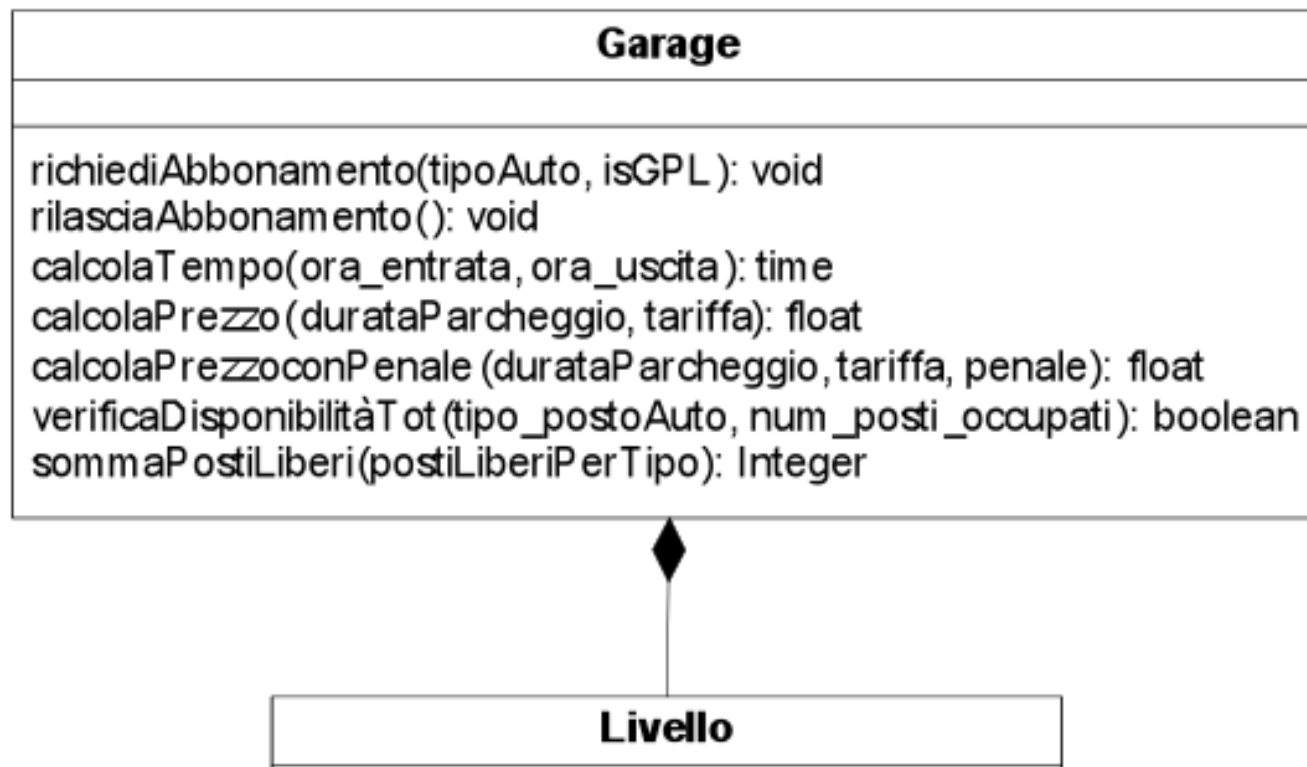 Garage
richiediAbbonamento(tipoAuto, isGPL): void
rilasciaAbbonamento(): void
calcolaTempo(ora_entrata, ora_uscita): time
calcolaPrezzo(durataParcheggio, tariffa): float
calcolaPrezzoconPenale(durataParcheggio, tariffa, penale): float
verificaDisponibilitàTot(tipo_postoAuto, num_posti_occupati): boolean
sommaPostiLiberi(postiLiberiPerTipo): Integer
Livello